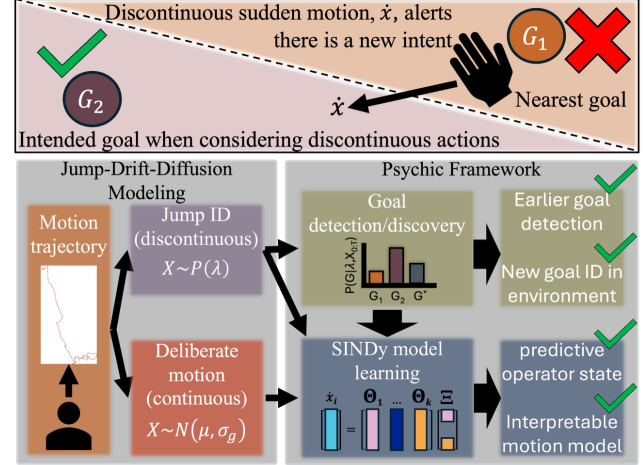 Discontinuous sudden motion, ẋ, alerts
there is a new intent
G₁
G₂
ẋ
Nearest goal
Intended goal when considering discontinuous actions
Jump-Drift-Diffusion
Modeling
Psychic Framework
Motion
trajectory
Jump ID
(discontinuous)
X~P(λ)
Deliberate
motion
(continuous)
X~N(μ, σg)
Goal
detection/discovery
P(G|λ,X₀:T)
G₁ G₂ G*
SINDy model
learning
ẋᵢ Θ₁ ... Θₖ Ξ
=
Earlier goal
detection
New goal ID in
environment
predictive
operator state
Interpretable
motion model